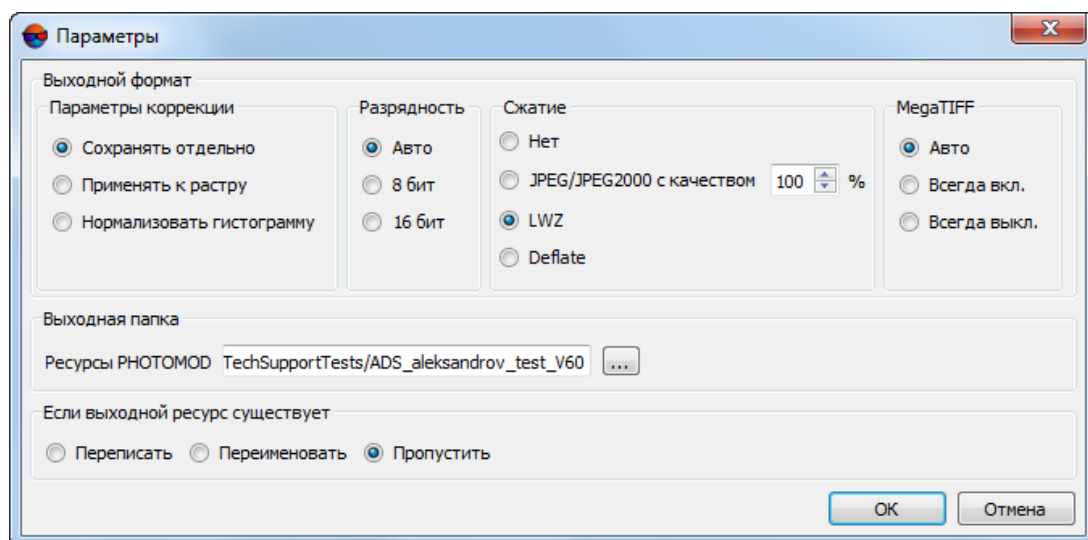 Параметры
Выходной формат
Параметры коррекции
Сохранять отдельно
Применять к растру
Нормализовать гистограмму
Разрядность
Авто
8 бит
16 бит
Сжатие
Нет
JPEG/JPEG2000 с качеством 100 %
LWZ
Deflate
MegaTIFF
Авто
Всегда вкл.
Всегда выкл.
Выходная папка
Ресурсы PHOTOMOD TechSupportTests/ADS_aleksandrov_test_V60 ...
Если выходной ресурс существует
Переписать Переименовать Пропустить
OK Отмена